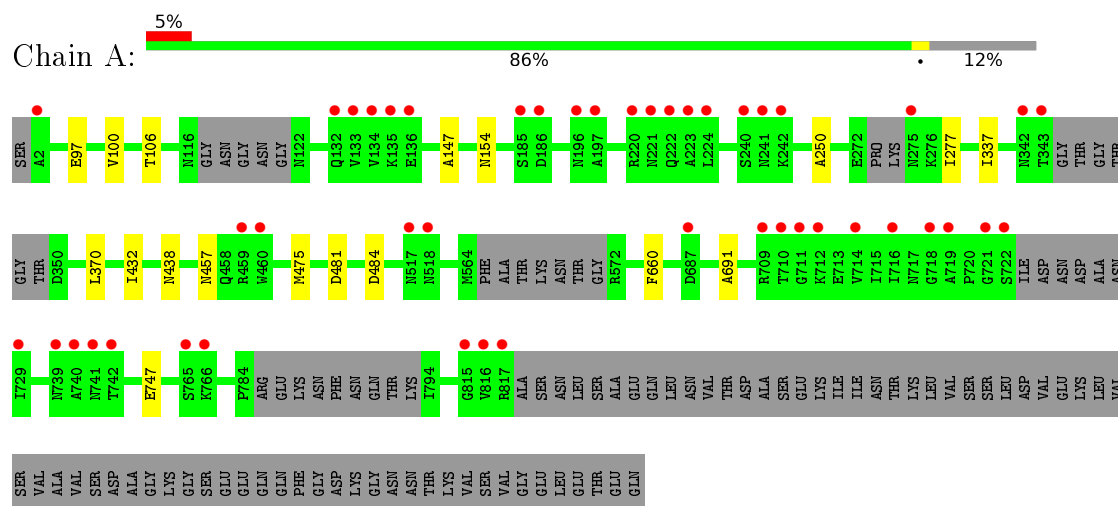 5%
Chain A:
86% • 12%
SER A2 E97 V100 T106 N116 GLY ASN GLY ASN GLY N122 Q132 V133 V134 K135 E136 A147 N154 S185 D186 N196 A197 R220 N221 Q222 A223 L224 S240 N241 K242 A250 E272 PRO LYS N275 K276 I277 I337 N342 T343 GLY THR GLY THR
GLY THR D350 L370 I432 N438 N457 Q458 R459 W460 M475 D481 D484 N517 N518 M564 PHE ALA THR LYS ASN THR GLY R572 F660 D687 A691 R709 T710 G711 K712 E713 V714 I715 I716 N717 G718 A719 P720 G721 S722 ILE ASP ASN ASP ALA ASN
I729 N739 A740 N741 T742 E747 S765 K766 P784 ARG GLU LYS ASN PHE ASN GLN THR LYS I794 G815 V816 R817 ALA SER ASN LEU SER ALA GLU GLN LEU ASN VAL THR ASP ALA SER GLU LYS ILE ILE ASN THR LYS LEU VAL SER SER LEU ASP VAL GLU LYS LEU VAL
SER VAL ALA VAL SER ASP ALA GLY LYS GLY SER GLU GLU GLN GLN PHE GLY ASP LYS GLY ASN ASN THR LYS VAL SER VAL GLY GLU LEU GLU THR GLU GLN